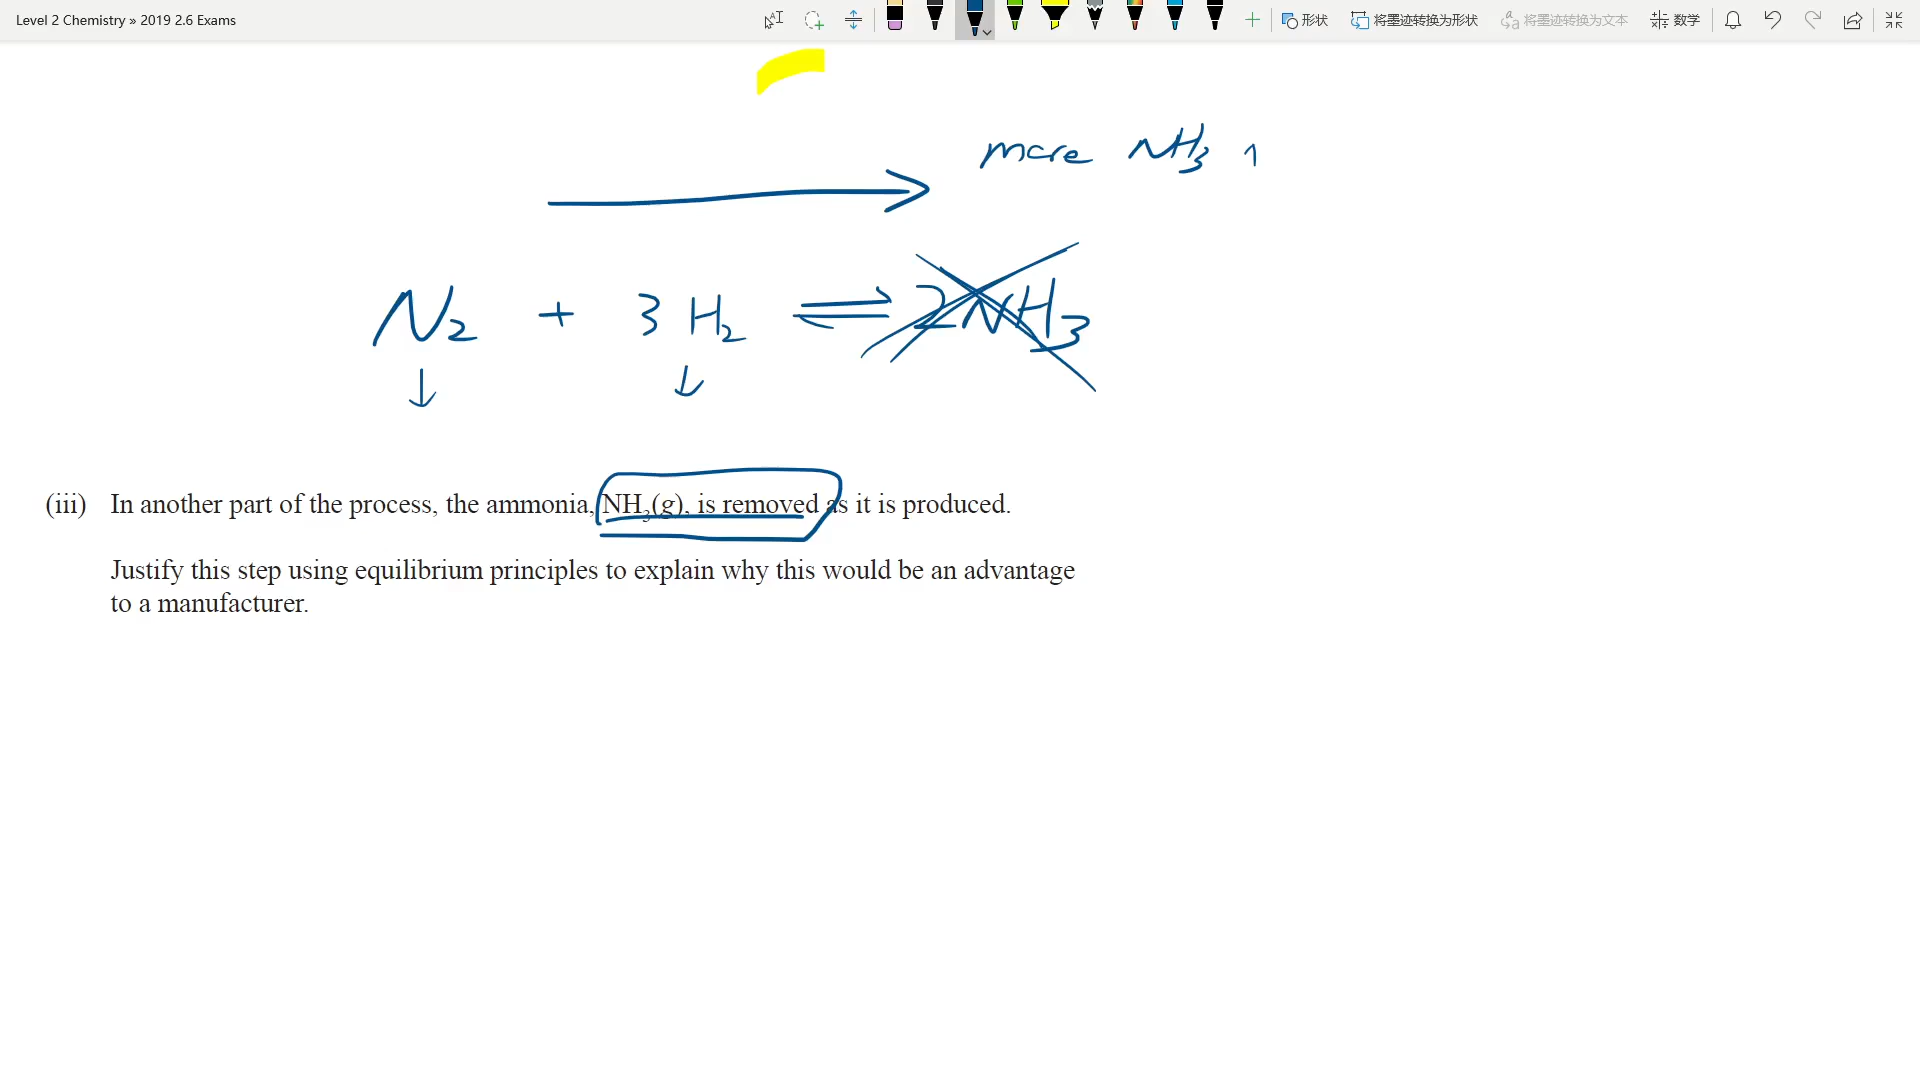 Level 2 Chemistry » 2019 2.6 Exams
形状 将墨迹转换为形状 将墨迹转换为文本 数学
more NH₃ ↑
N₂ + 3H₂ ⇌ 2NH₃
↓ ↓
(iii) In another part of the process, the ammonia, NH₃(g), is removed as it is produced.
Justify this step using equilibrium principles to explain why this would be an advantage
to a manufacturer.